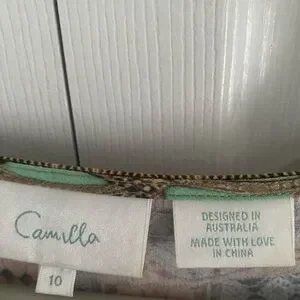 Camilla
10
DESIGNED IN
AUSTRALIA
MADE WITH LOVE
IN CHINA